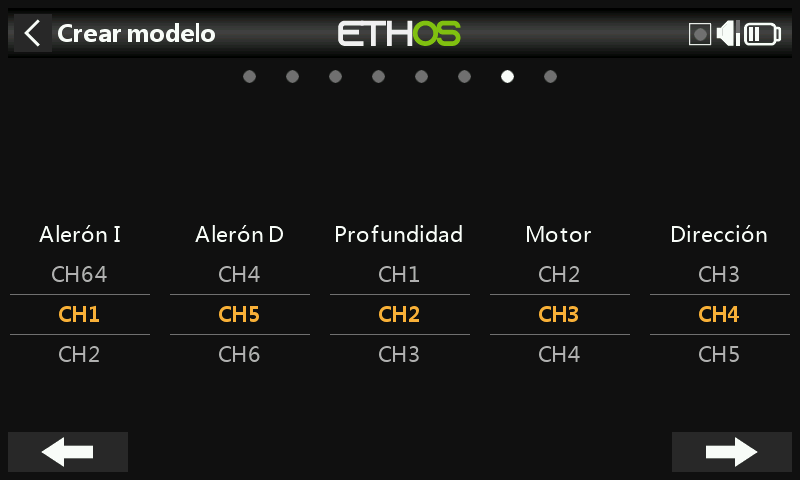 Crear modelo ETHOS
Alerón I Alerón D Profundidad Motor Dirección
CH64 CH4 CH1 CH2 CH3
CH1 CH5 CH2 CH3 CH4
CH2 CH6 CH3 CH4 CH5